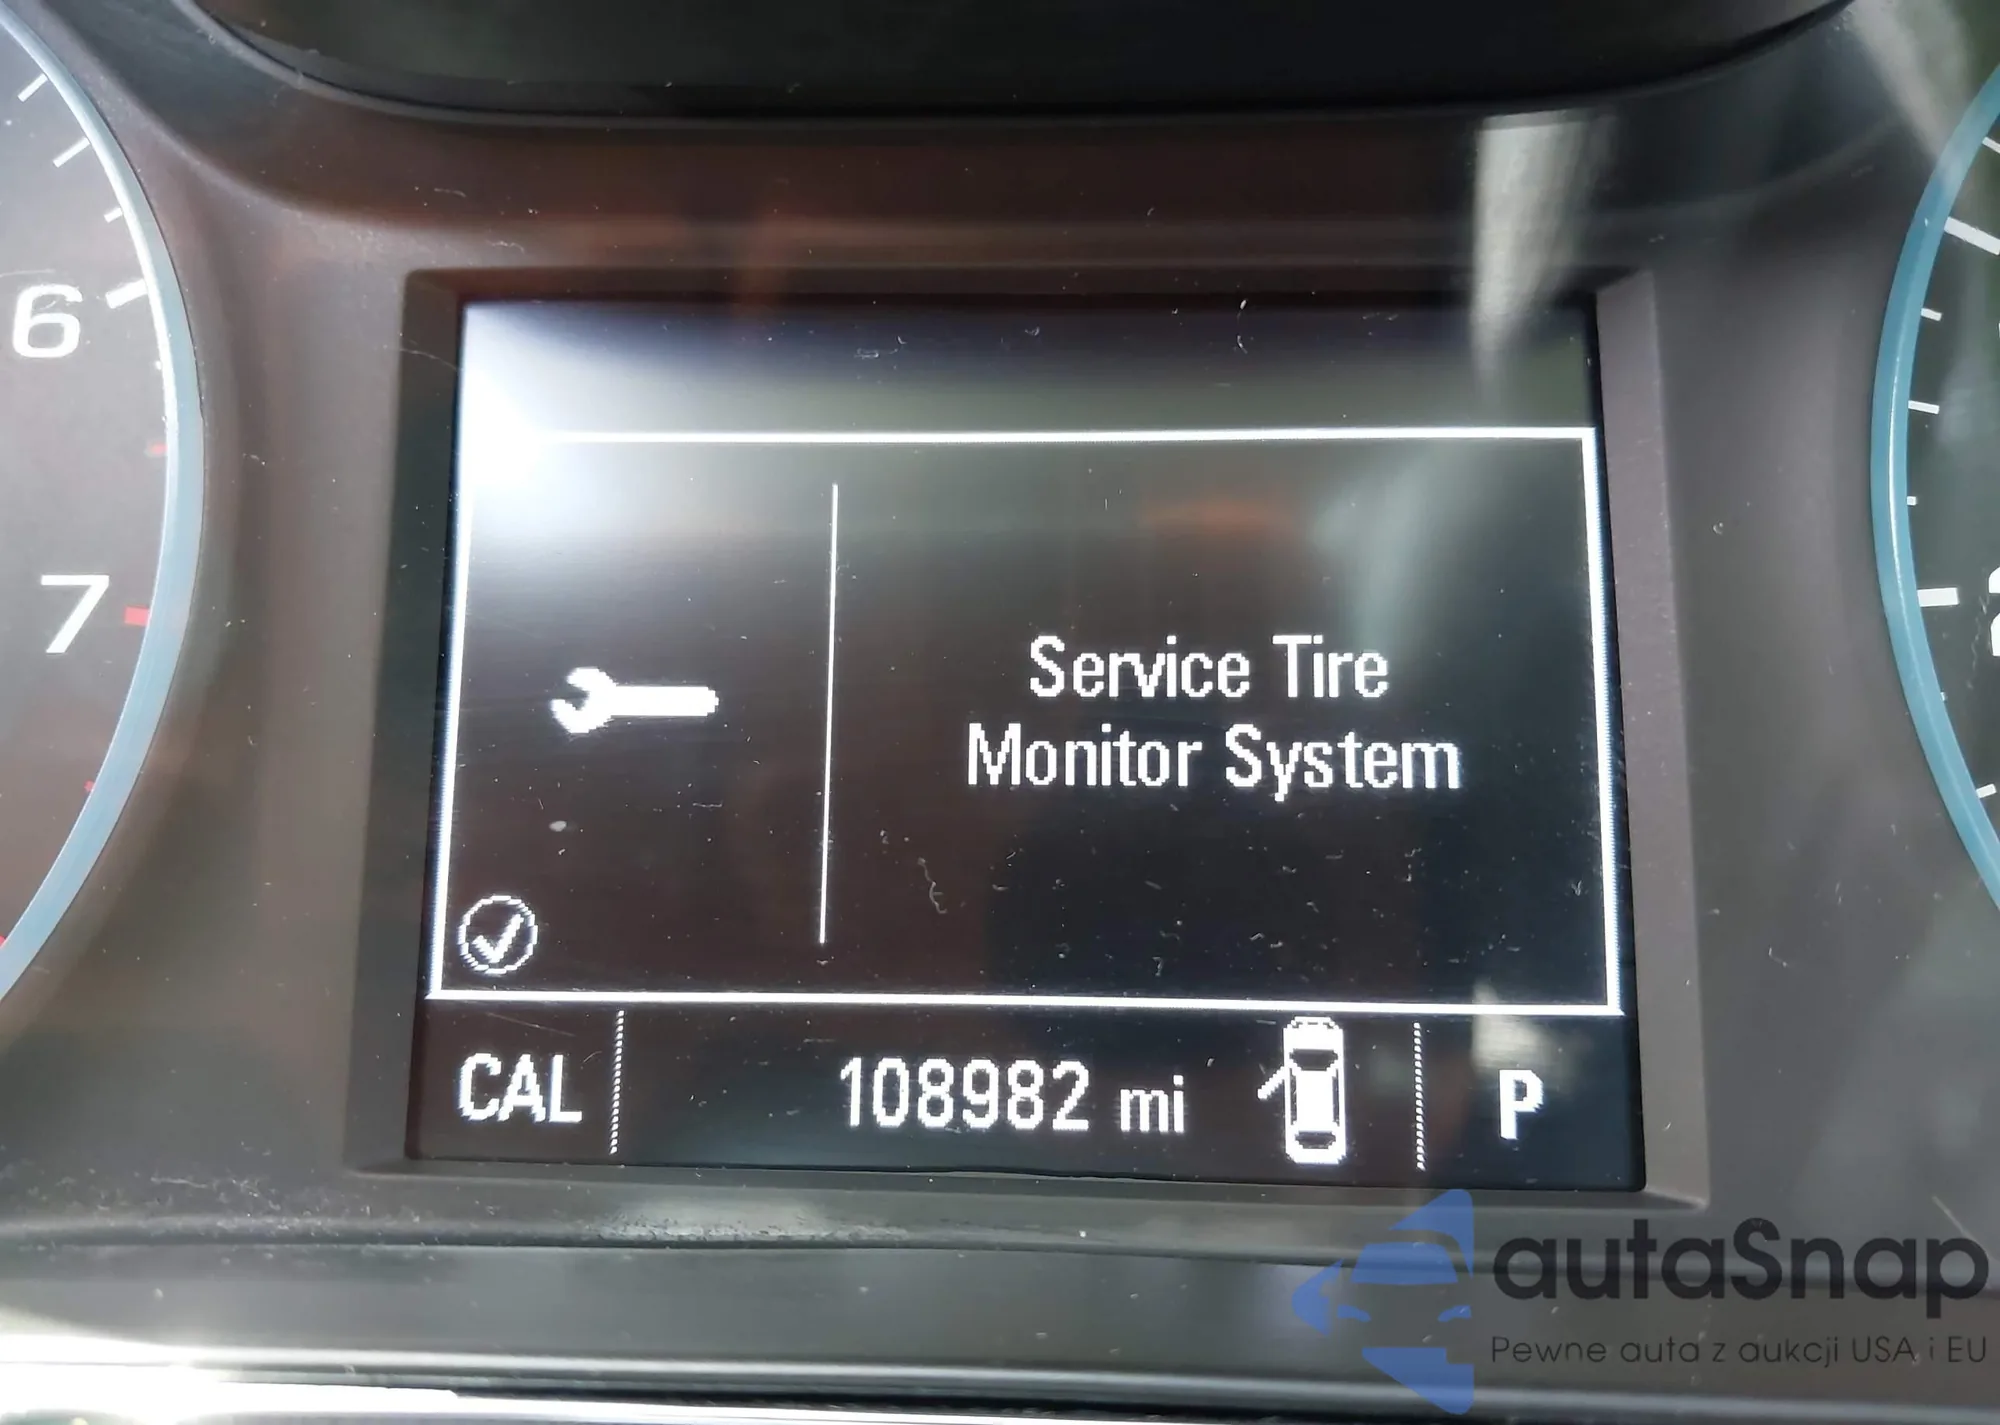 6
7
Service Tire
Monitor System
CAL
108982 mi
P
autaSnap
Pewne auta z aukcji USA i EU